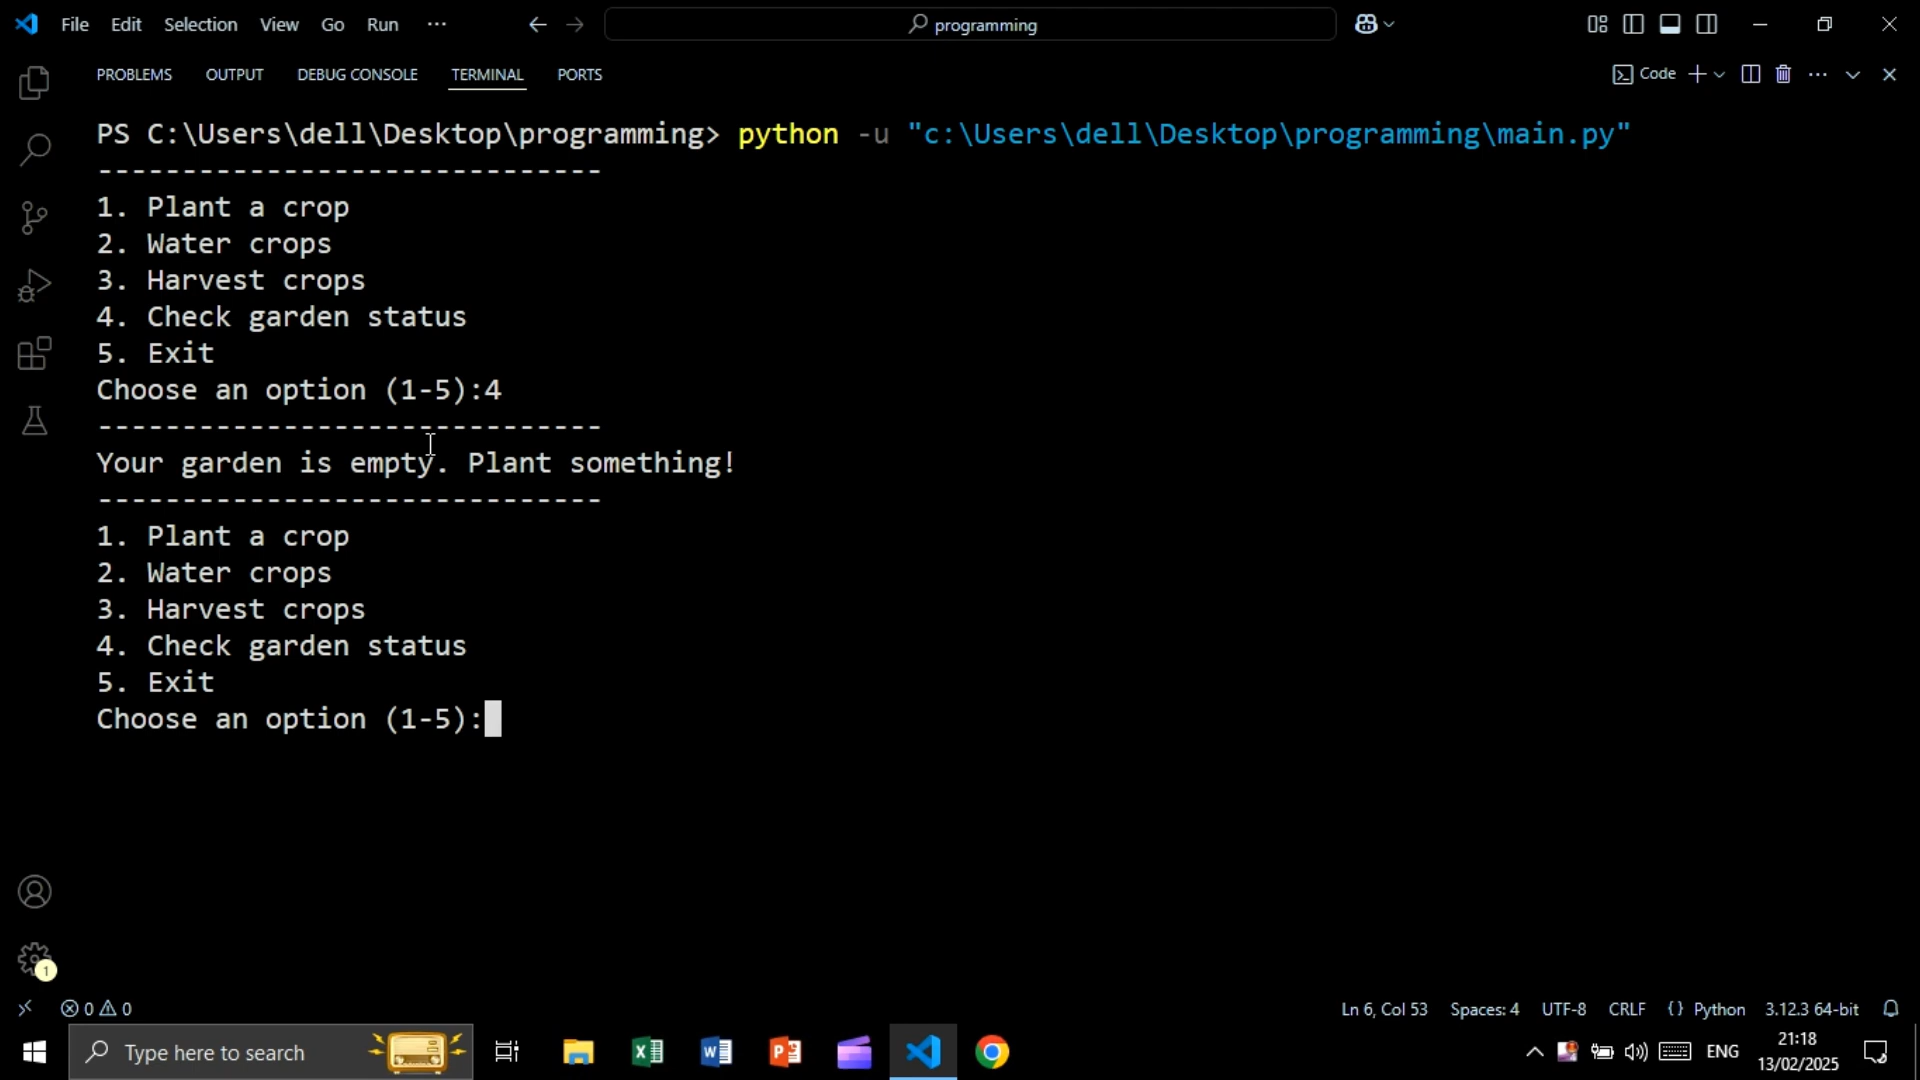 File Edit Selection View Go Run ··· programming
PROBLEMS OUTPUT DEBUG CONSOLE TERMINAL PORTS Code
PS C:\Users\dell\Desktop\programming> python -u "c:\Users\dell\Desktop\programming\main.py"
------------------------------
1. Plant a crop
2. Water crops
3. Harvest crops
4. Check garden status
5. Exit
Choose an option (1-5):4
------------------------------
Your garden is empty. Plant something!
------------------------------
1. Plant a crop
2. Water crops
3. Harvest crops
4. Check garden status
5. Exit
Choose an option (1-5):
1
0 0 Ln 6, Col 53 Spaces: 4 UTF-8 CRLF {} Python 3.12.3 64-bit
Type here to search ENG 21:18
13/02/2025